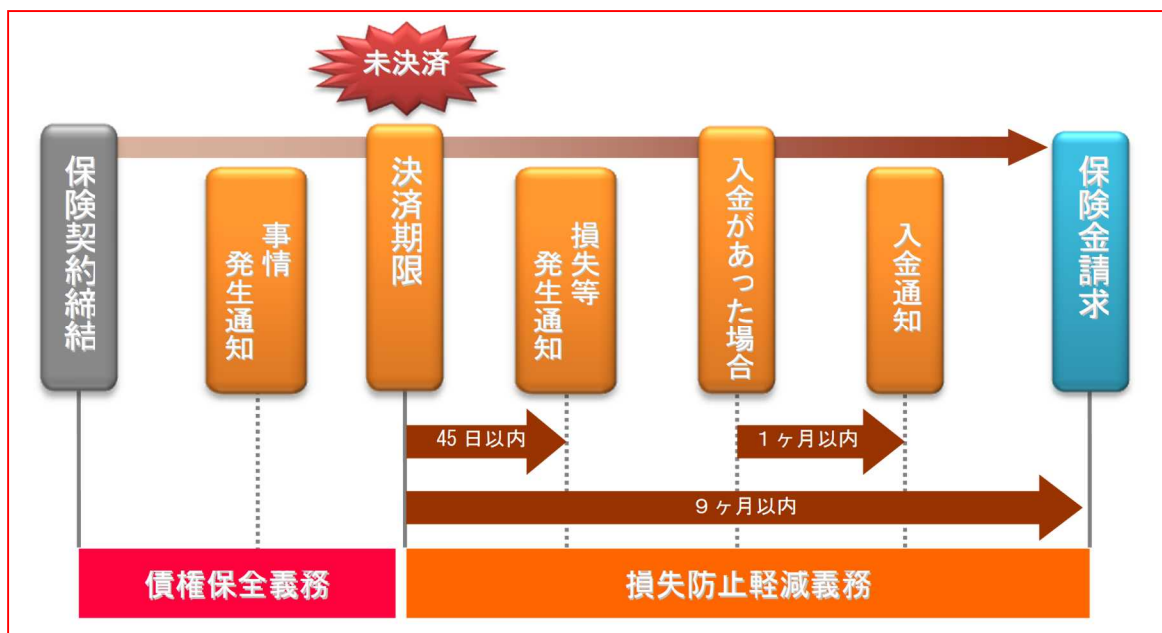 未決済
保険契約締結
事情
発生通知
決済期限
損失等
発生通知
入金があった場合
入金通知
保険金請求
45日以内
1ヶ月以内
9ヶ月以内
債権保全義務
損失防止軽減義務